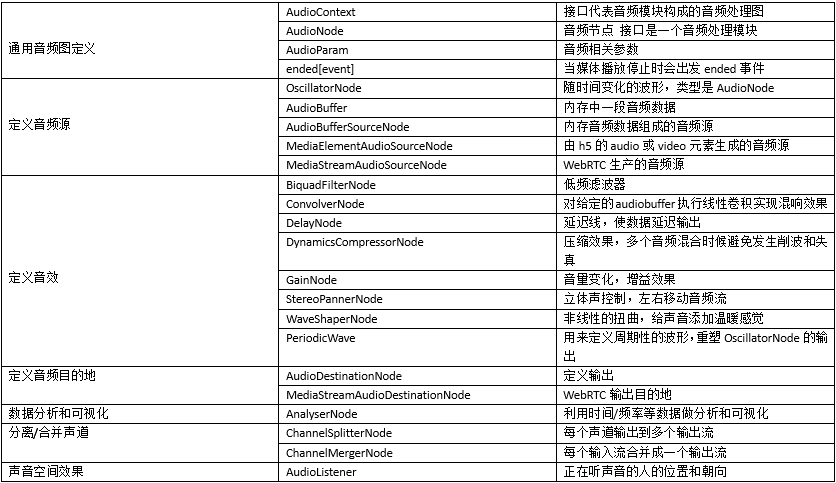 通用音频图定义
AudioContext 接口代表音频模块构成的音频处理图
AudioNode 音频节点 接口是一个音频处理模块
AudioParam 音频相关参数
ended[event] 当媒体播放停止时会出发 ended 事件
定义音频源
OscillatorNode 随时间变化的波形，类型是 AudioNode
AudioBuffer 内存中一段音频数据
AudioBufferSourceNode 内存音频数据组成的音频源
MediaElementAudioSourceNode 由 h5 的 audio 或 video 元素生成的音频源
MediaStreamAudioSourceNode WebRTC 生产的音频源
定义音效
BiquadFilterNode 低频滤波器
ConvolverNode 对给定的 audiobuffer 执行线性卷积实现混响效果
DelayNode 延迟线，使数据延迟输出
DynamicsCompressorNode 压缩效果，多个音频混合时候避免发生削波和失
真
GainNode 音量变化，增益效果
StereoPannerNode 立体声控制，左右移动音频流
WaveShaperNode 非线性的扭曲，给声音添加温暖感觉
PeriodicWave 用来定义周期性的波形，重塑 OscillatorNode 的输
出
定义音频目的地
AudioDestinationNode 定义输出
MediaStreamAudioDestinationNode WebRTC 输出目的地
数据分析和可视化 AnalyserNode 利用时间/频率等数据做分析和可视化
分离/合并声道 ChannelSplitterNode 每个声道输出到多个输出流
ChannelMergerNode 每个输入流合并成一个输出流
声音空间效果 AudioListener 正在听声音的人的位置和朝向